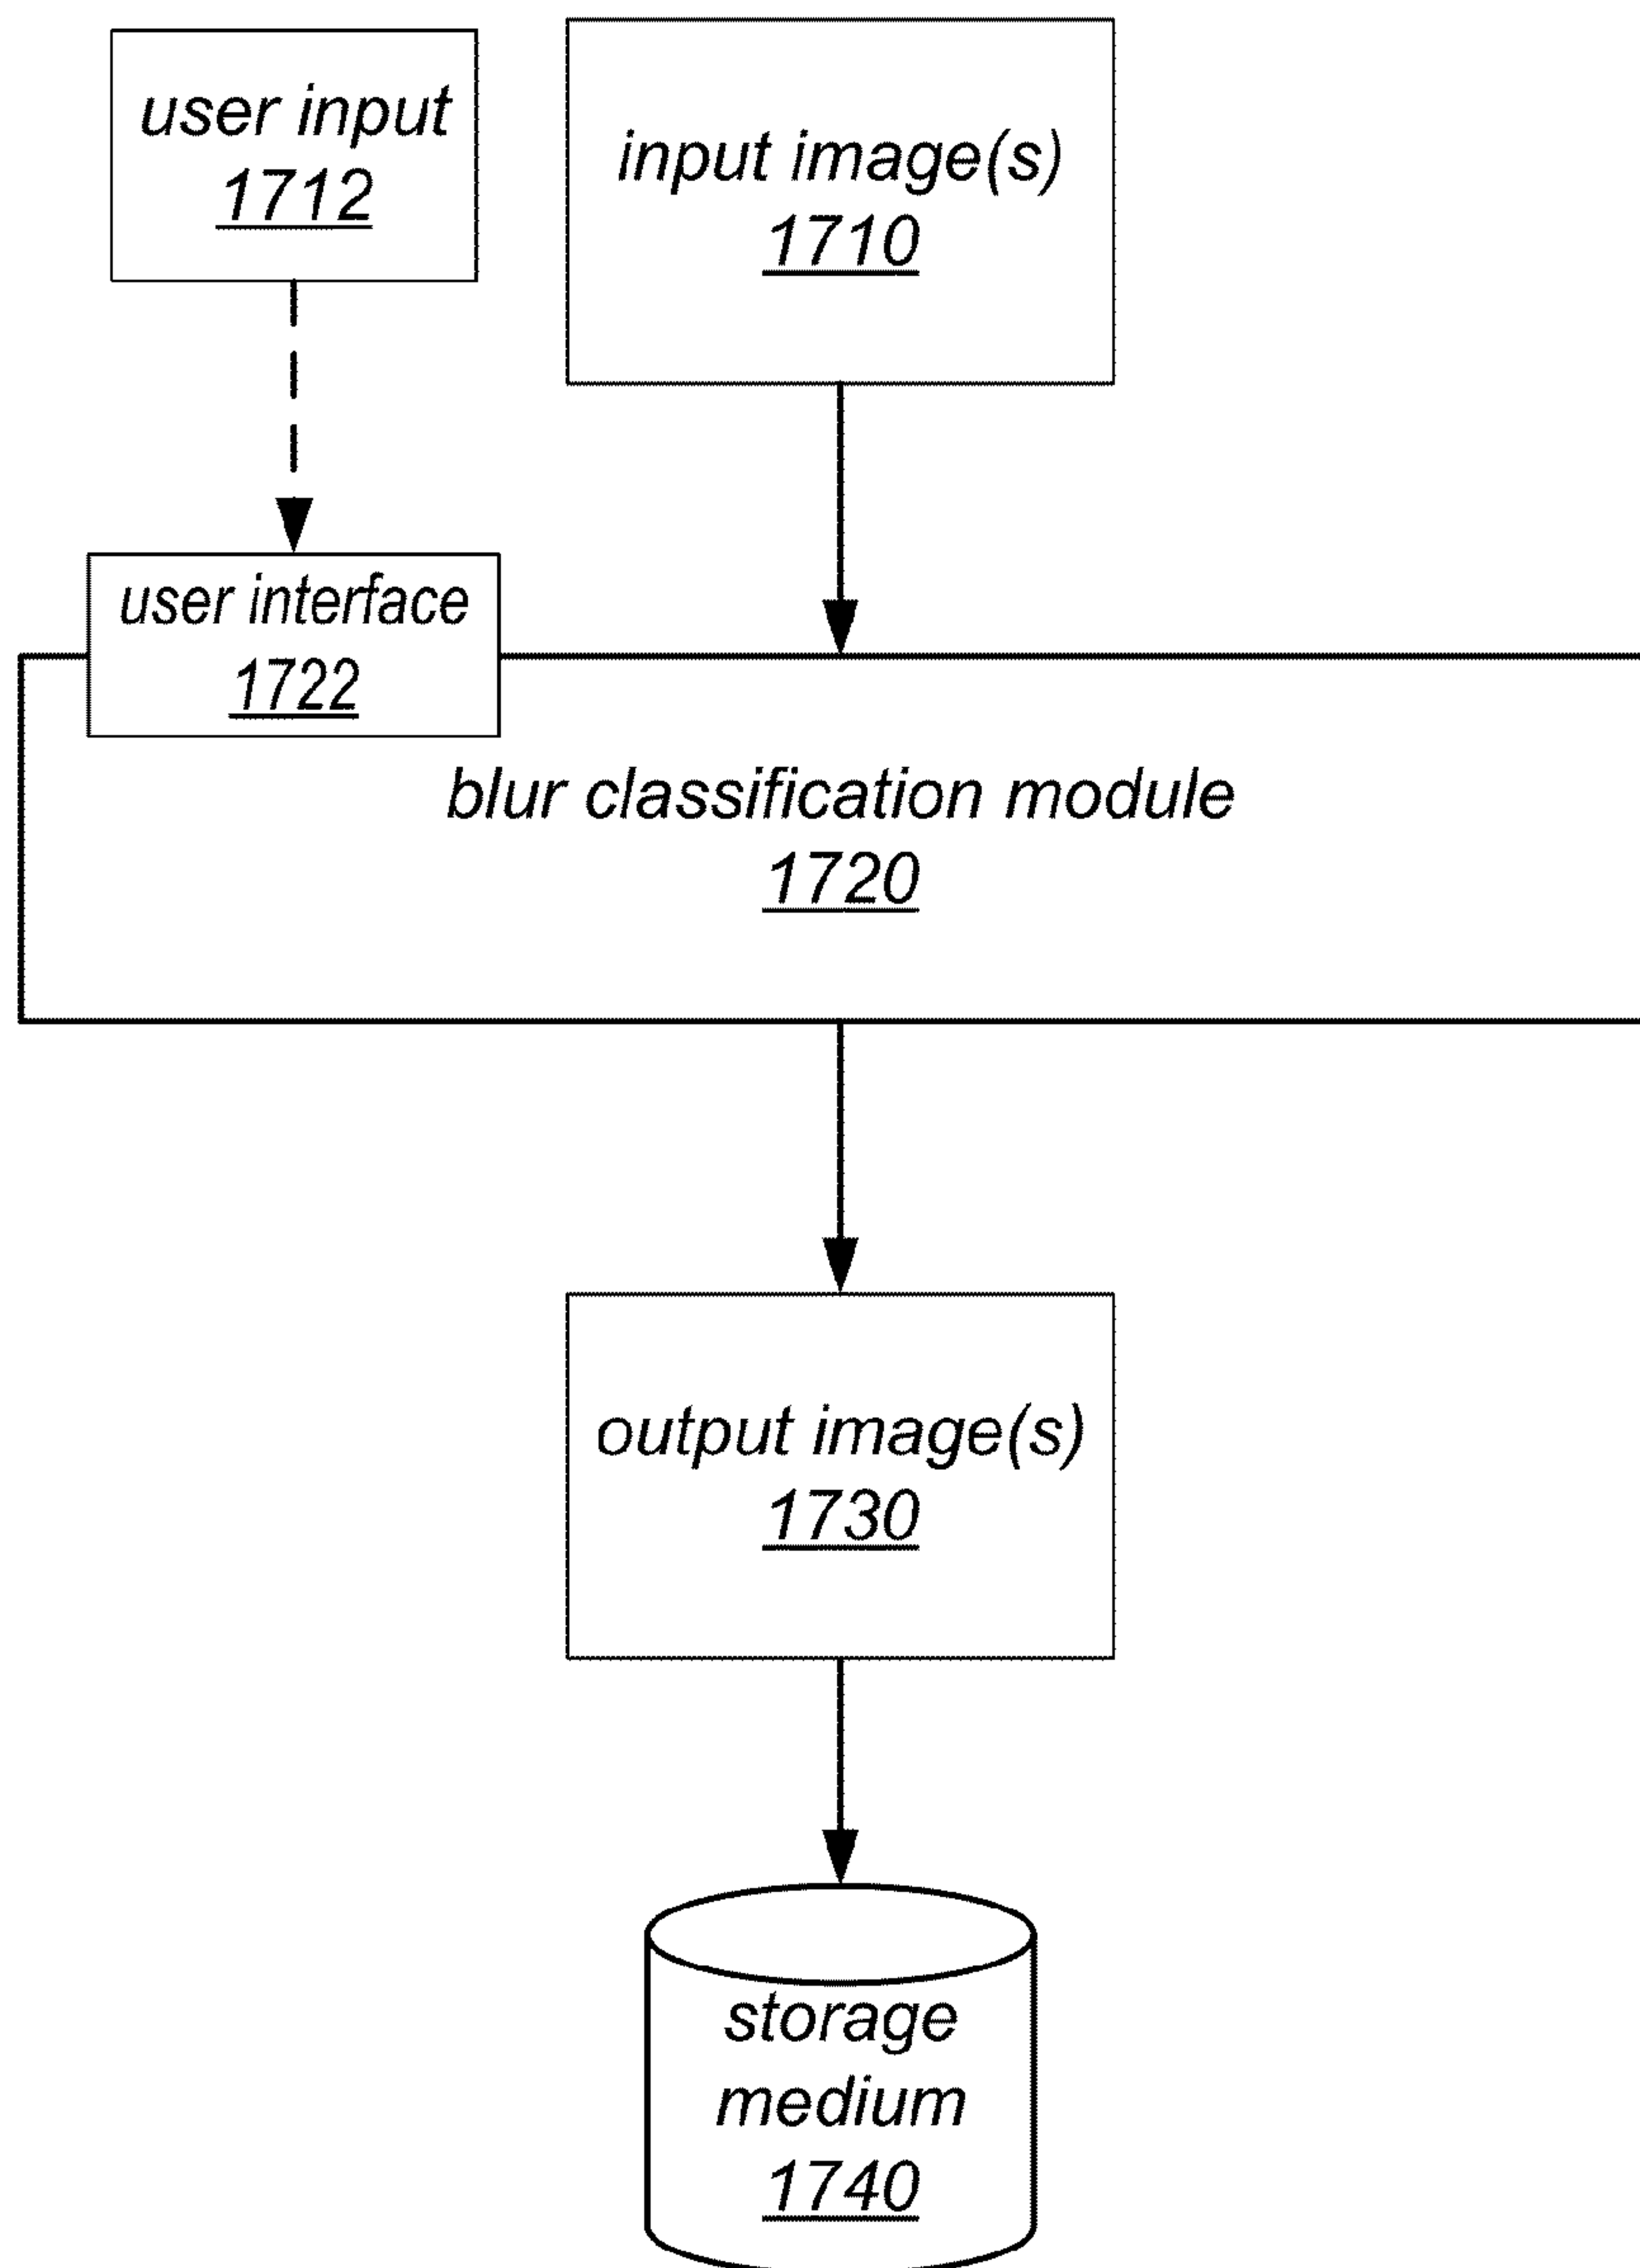 user input
1712
input image(s)
1710
user interface
1722
blur classification module
1720
output image(s)
1730
storage
medium
1740